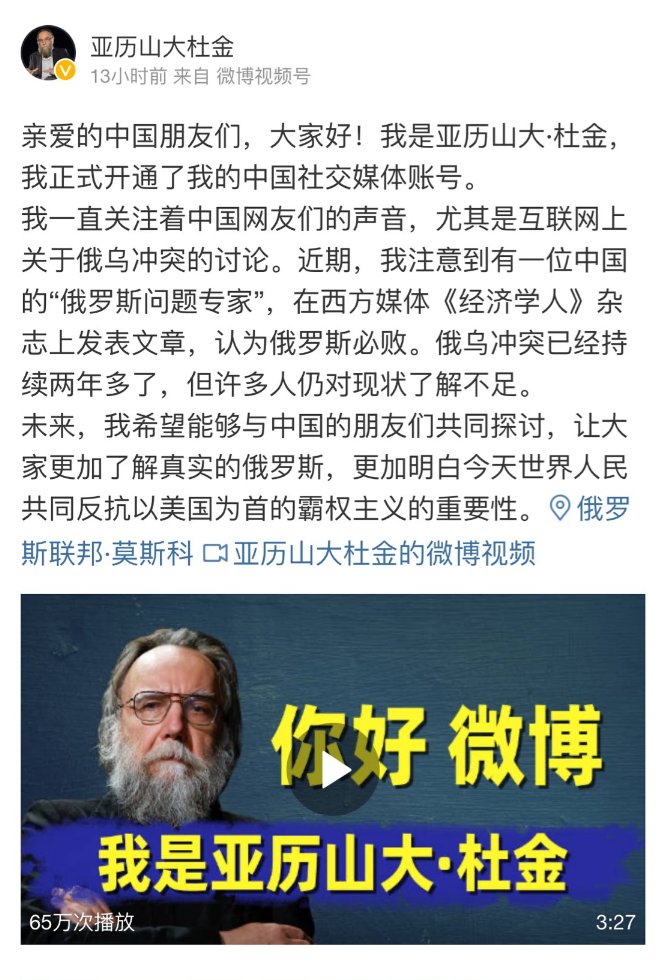 亚历山大杜金
13小时前 来自 微博视频号
亲爱的中国朋友们，大家好！我是亚历山大·杜金，
我正式开通了我的中国社交媒体账号。
我一直关注着中国网友们的声音，尤其是互联网上
关于俄乌冲突的讨论。近期，我注意到有一位中国
的“俄罗斯问题专家”，在西方媒体《经济学人》杂
志上发表文章，认为俄罗斯必败。俄乌冲突已经持
续两年多了，但许多人仍对现状了解不足。
未来，我希望能够与中国的朋友们共同探讨，让大
家更加了解真实的俄罗斯，更加明白今天世界人民
共同反抗以美国为首的霸权主义的重要性。俄罗
斯联邦·莫斯科 亚历山大杜金的微博视频
你好 微博
我是亚历山大·杜金
65万次播放
3:27